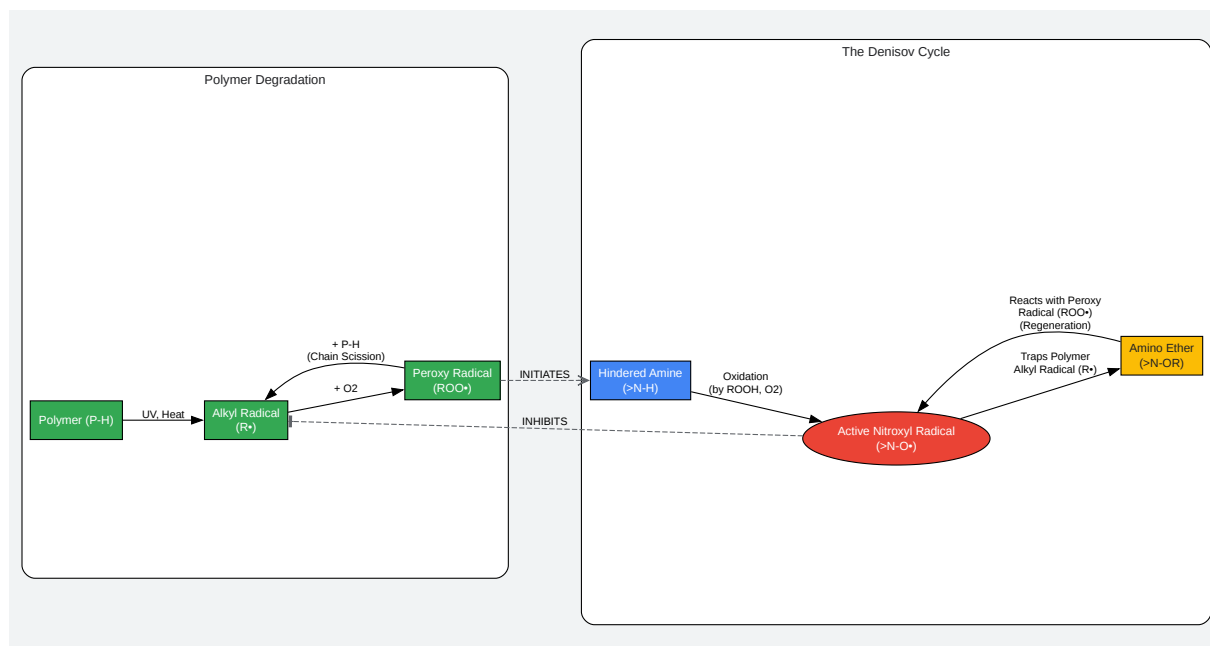 The Denisov Cycle
Polymer Degradation
Reacts with Peroxy
Radical (ROO•)
(Regeneration)
+ P-H
(Chain Scission)
Amino Ether
(>N-OR)
Traps Polymer
Alkyl Radical (R•)
Peroxy Radical
(ROO•)
INITIATES
Hindered Amine
(>N-H)
Oxidation
(by ROOH, O2)
+ O2
Polymer (P-H)
UV, Heat
Alkyl Radical
(R•)
INHIBITS
Active Nitroxyl Radical
(>N-O•)